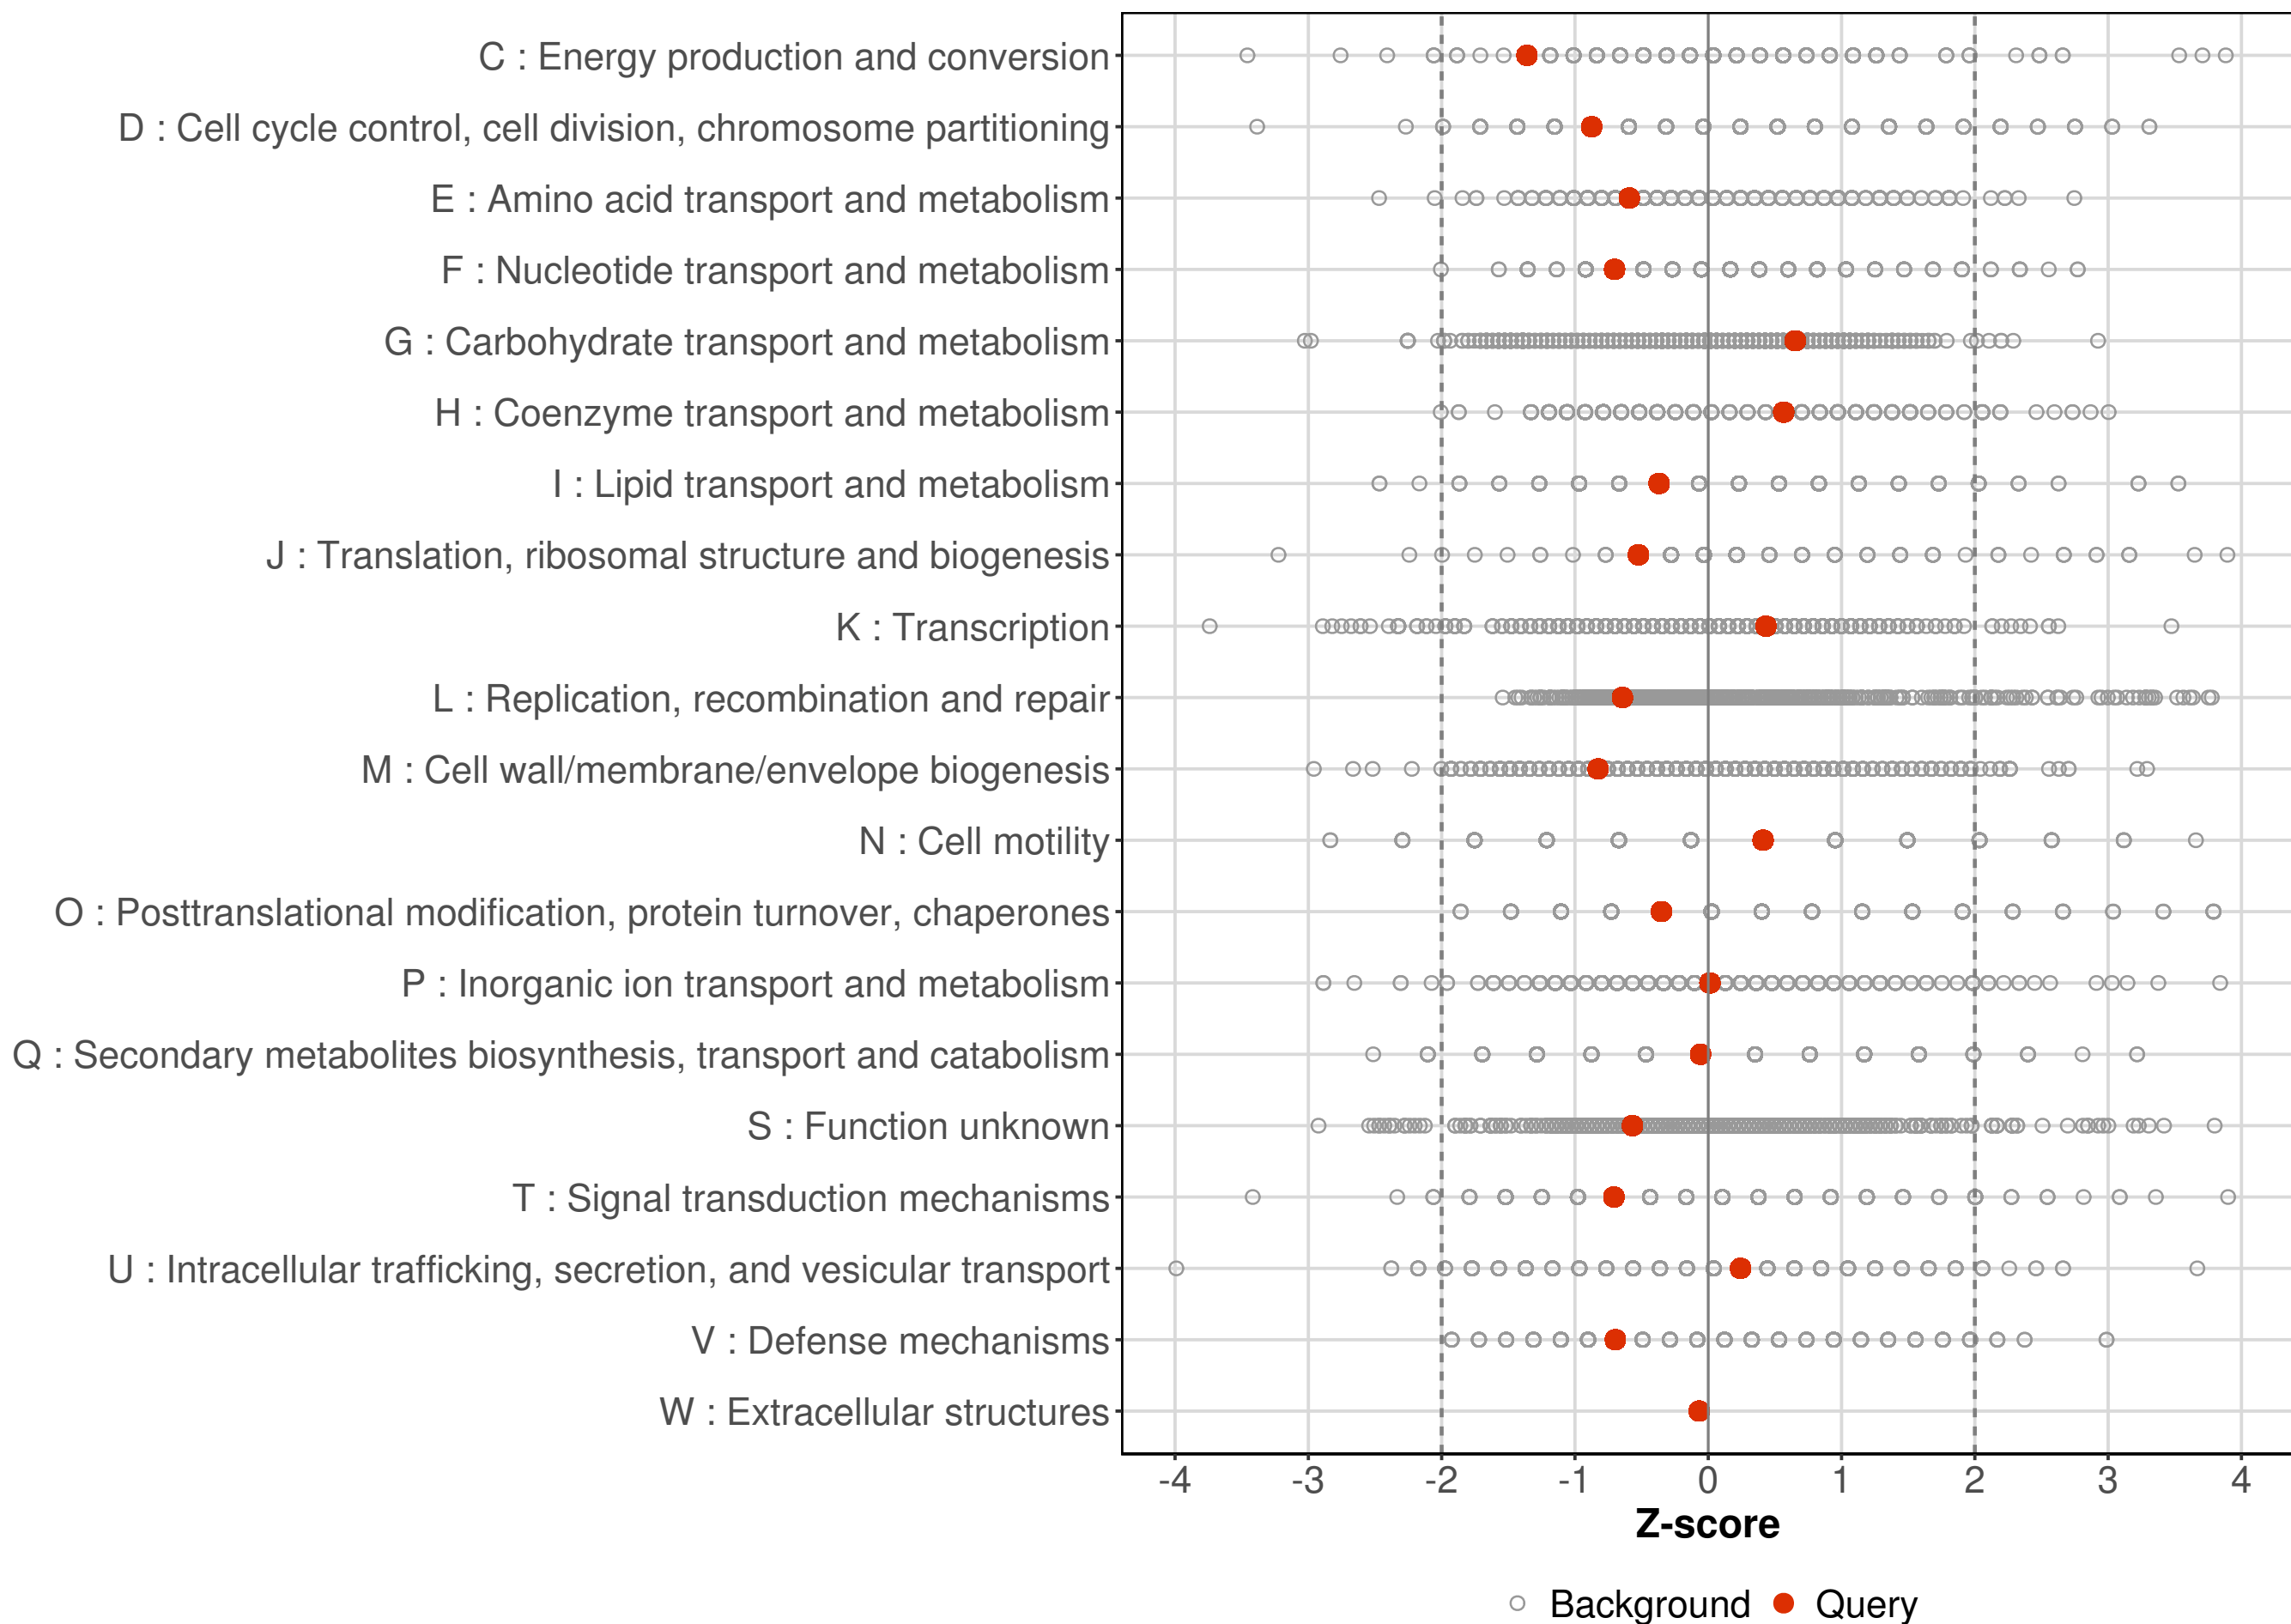 C : Energy production and conversion
D : Cell cycle control, cell division, chromosome partitioning
E : Amino acid transport and metabolism
F : Nucleotide transport and metabolism
G : Carbohydrate transport and metabolism
H : Coenzyme transport and metabolism
I : Lipid transport and metabolism
J : Translation, ribosomal structure and biogenesis
K : Transcription
L : Replication, recombination and repair
M : Cell wall/membrane/envelope biogenesis
N : Cell motility
O : Posttranslational modification, protein turnover, chaperones
P : Inorganic ion transport and metabolism
Q : Secondary metabolites biosynthesis, transport and catabolism
S : Function unknown
T : Signal transduction mechanisms
U : Intracellular trafficking, secretion, and vesicular transport
V : Defense mechanisms
W : Extracellular structures
-4 -3 -2 -1 0 1 2 3 4
Z-score
Background Query